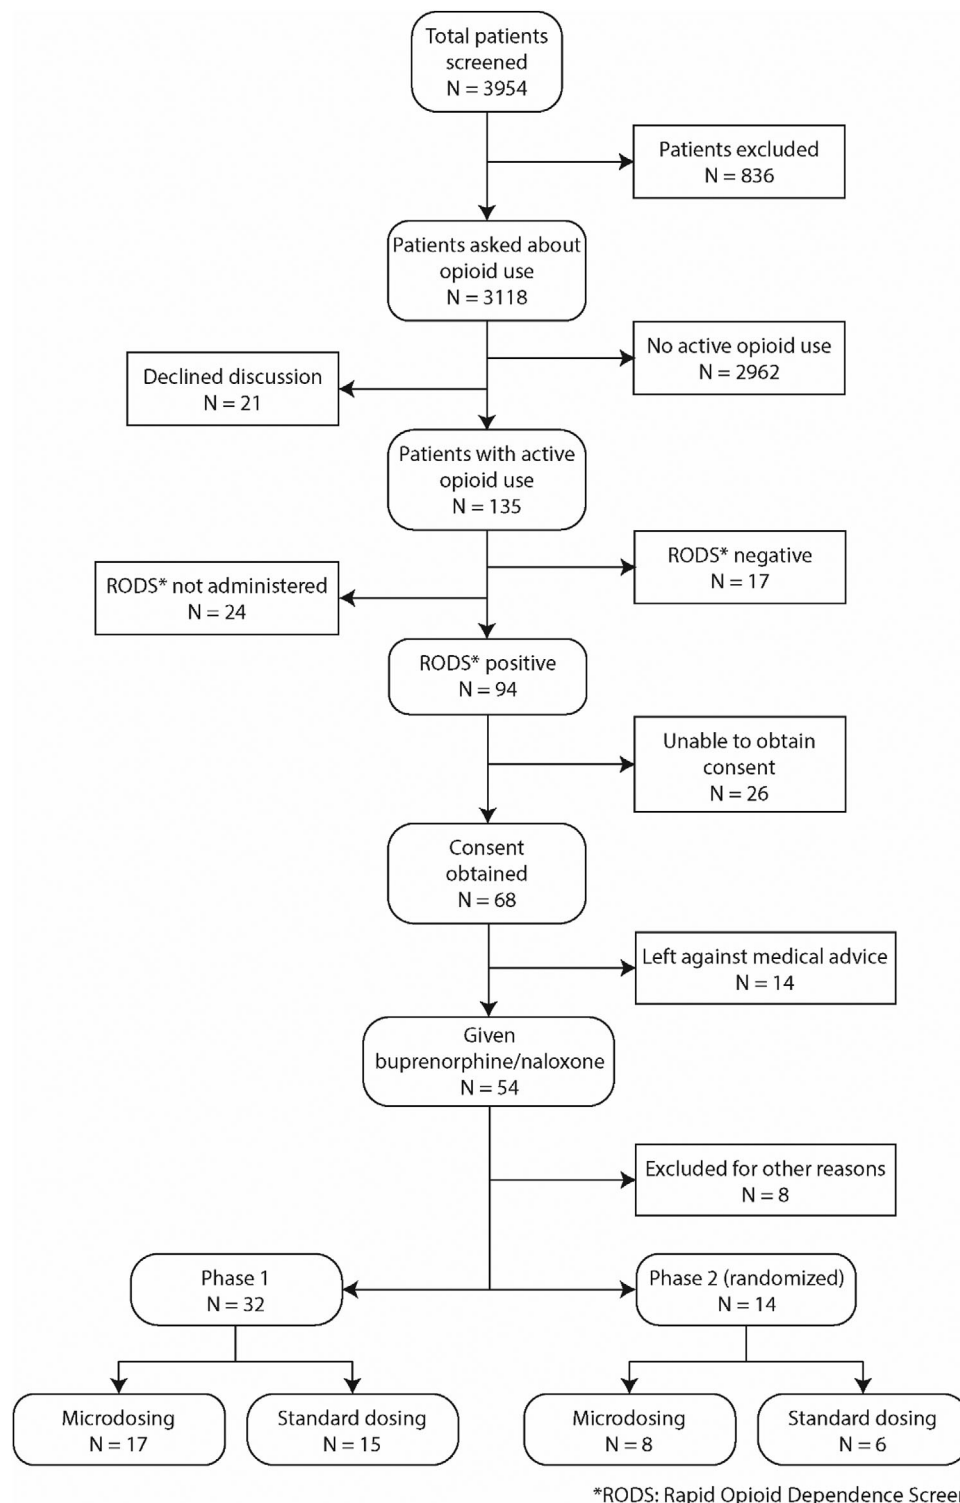 Total patients
screened
N = 3954
Patients excluded
N = 836
Patients asked about
opioid use
N = 3118
No active opioid use
N = 2962
Declined discussion
N = 21
Patients with active
opioid use
N = 135
RODS* negative
N = 17
RODS* not administered
N = 24
RODS* positive
N = 94
Unable to obtain
consent
N = 26
Consent
obtained
N = 68
Left against medical advice
N = 14
Given
buprenorphine/naloxone
N = 54
Excluded for other reasons
N = 8
Phase 1
N = 32
Phase 2 (randomized)
N = 14
Microdosing
N = 17
Standard dosing
N = 15
Microdosing
N = 8
Standard dosing
N = 6
*RODS: Rapid Opioid Dependence Screen